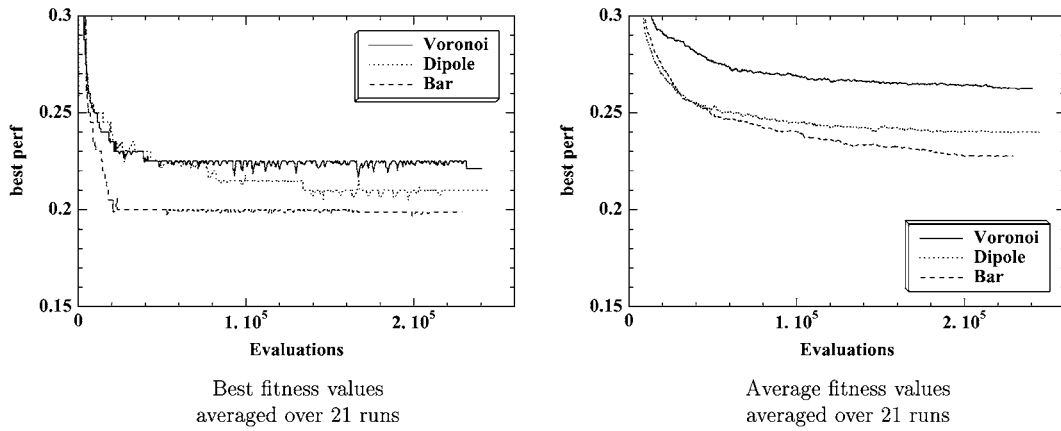 0.3
0.25
0.2
0.15
best perf
Voronoi
Dipole
Bar
0
1. 10^5
2. 10^5
Evaluations
Best fitness values
averaged over 21 runs
0.3
0.25
0.2
0.15
best perf
Voronoi
Dipole
Bar
0
1. 10^5
2. 10^5
Evaluations
Average fitness values
averaged over 21 runs